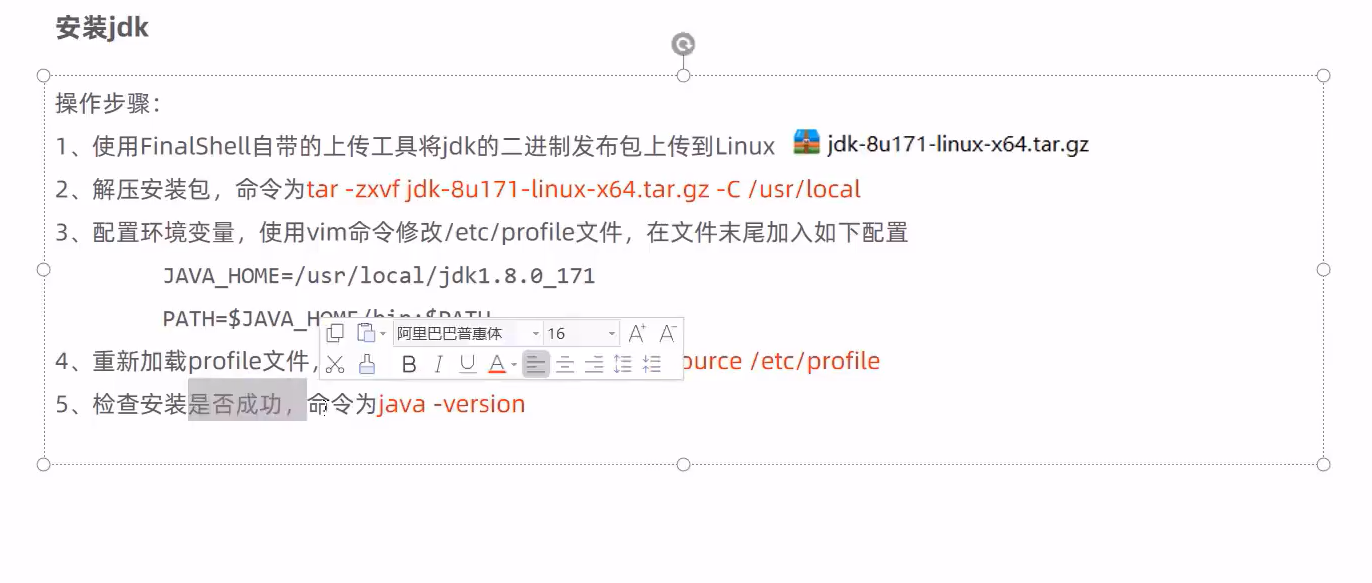 安装jdk
操作步骤：
1、使用FinalShell自带的上传工具将jdk的二进制发布包上传到Linux jdk-8u171-linux-x64.tar.gz
2、解压安装包，命令为tar -zxvf jdk-8u171-linux-x64.tar.gz -C /usr/local
3、配置环境变量，使用vim命令修改/etc/profile文件，在文件末尾加入如下配置
JAVA_HOME=/usr/local/jdk1.8.0_171
PATH=$JAVA_HOME/bin:$PATH
阿里巴巴普惠体 16 A+ A-
4、重新加载profile文件， ource /etc/profile
B I U A
5、检查安装是否成功，命令为java -version